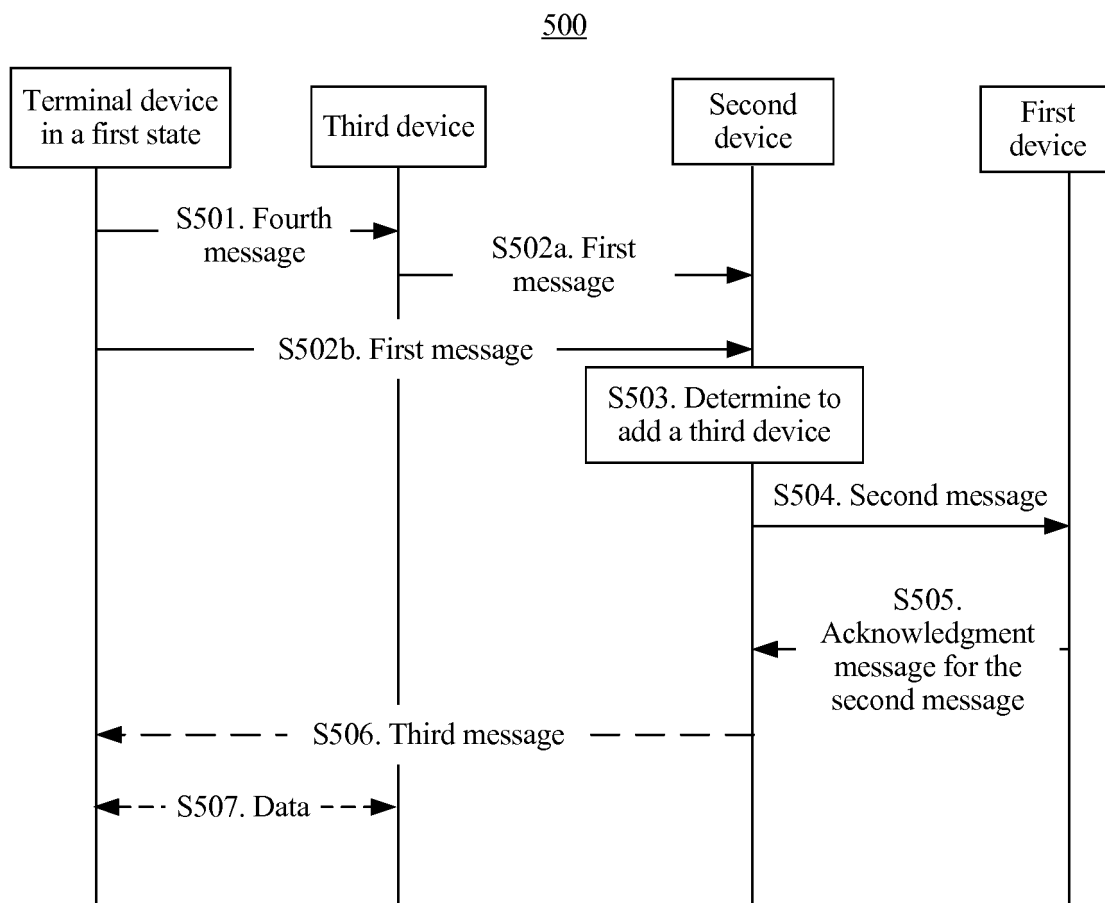 500
Terminal device
in a first state
Third device
Second
device
First
device
S501. Fourth
message
S502a. First
message
S502b. First message
S503. Determine to
add a third device
S504. Second message
S505.
Acknowledgment
message for the
second message
S506. Third message
S507. Data